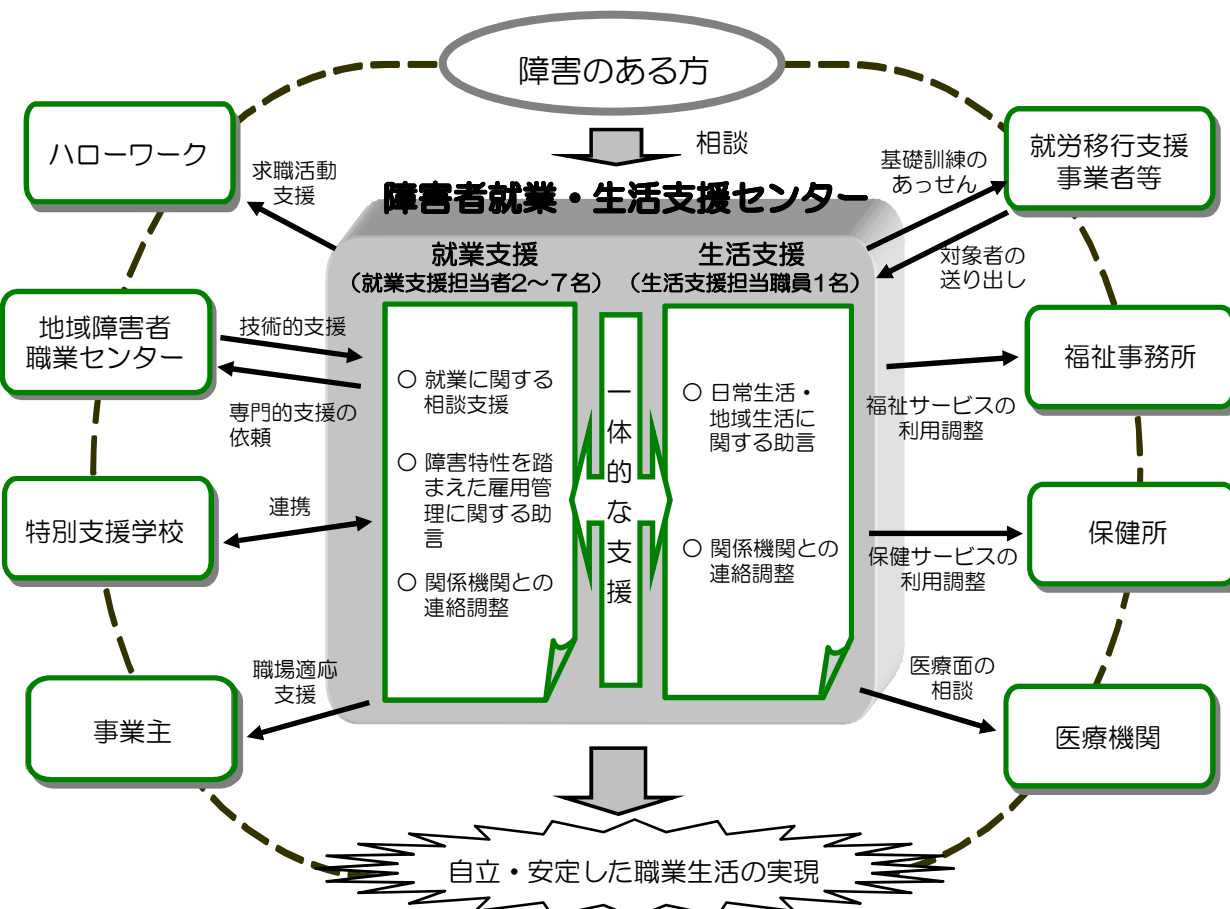 障害のある方
相談
ハローワーク
求職活動
支援
基礎訓練の
あっせん
就労移行支援
事業者等
障害者就業・生活支援センター
対象者の
送り出し
就業支援
(就業支援担当者2～7名)
生活支援
(生活支援担当職員1名)
地域障害者
職業センター
技術的支援
専門的支援の
依頼
○ 就業に関する
相談支援
○ 障害特性を踏
まえた雇用管
理に関する助
言
○ 関係機関との
連絡調整
一体的な支援
○ 日常生活・
地域生活に
関する助言
○ 関係機関との
連絡調整
福祉事務所
福祉サービスの
利用調整
特別支援学校
連携
保健所
保健サービスの
利用調整
事業主
職場適応
支援
医療面の
相談
医療機関
自立・安定した職業生活の実現